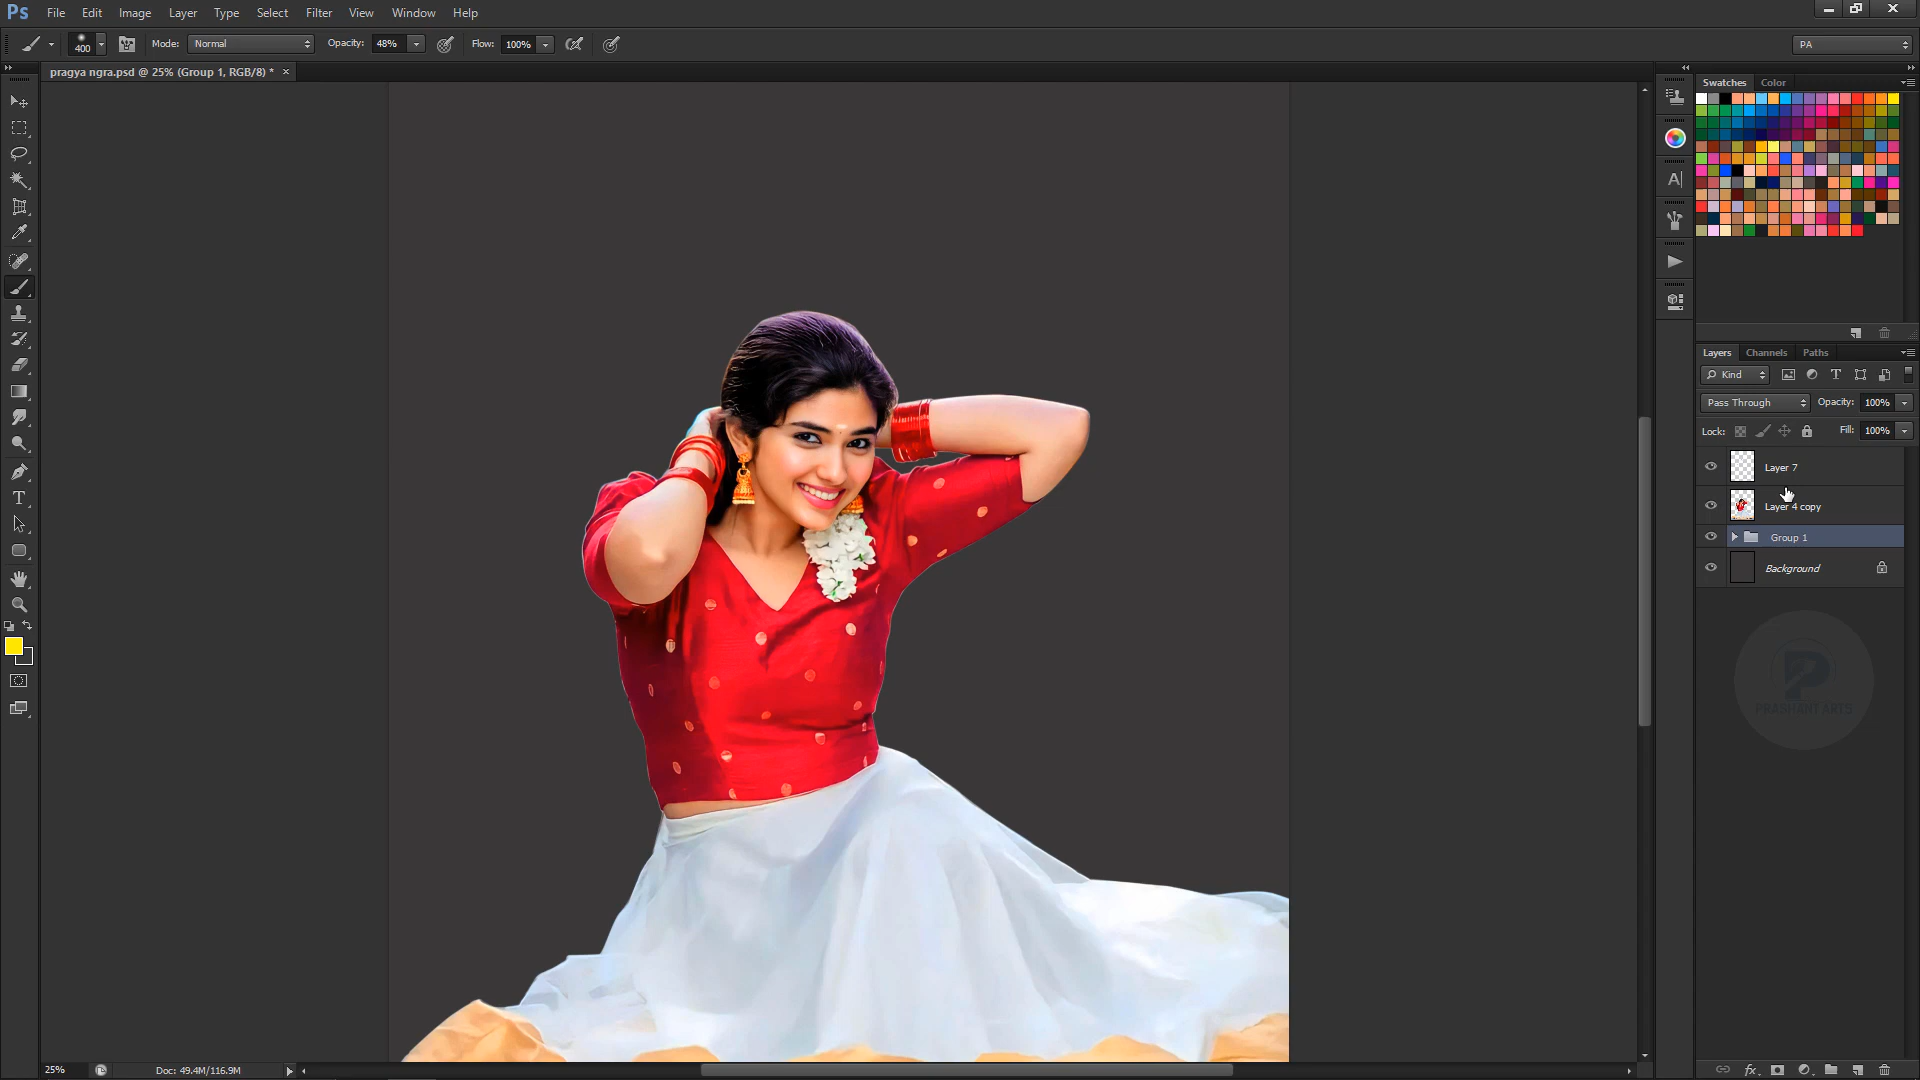 Ps File Edit Image Layer Type Select Filter View Window Help
400 Mode: Normal Opacity: 48% Flow: 100% PA
pragya ngra.psd @ 25% (Group 1, RGB/8) * ×
Swatches Color
Layers Channels Paths
Kind
Pass Through Opacity: 100%
Lock: Fill: 100%
Layer 7
Layer 4 copy
Group 1
Background
PRASHANT ARTS
25% Doc: 49.4M/116.9M